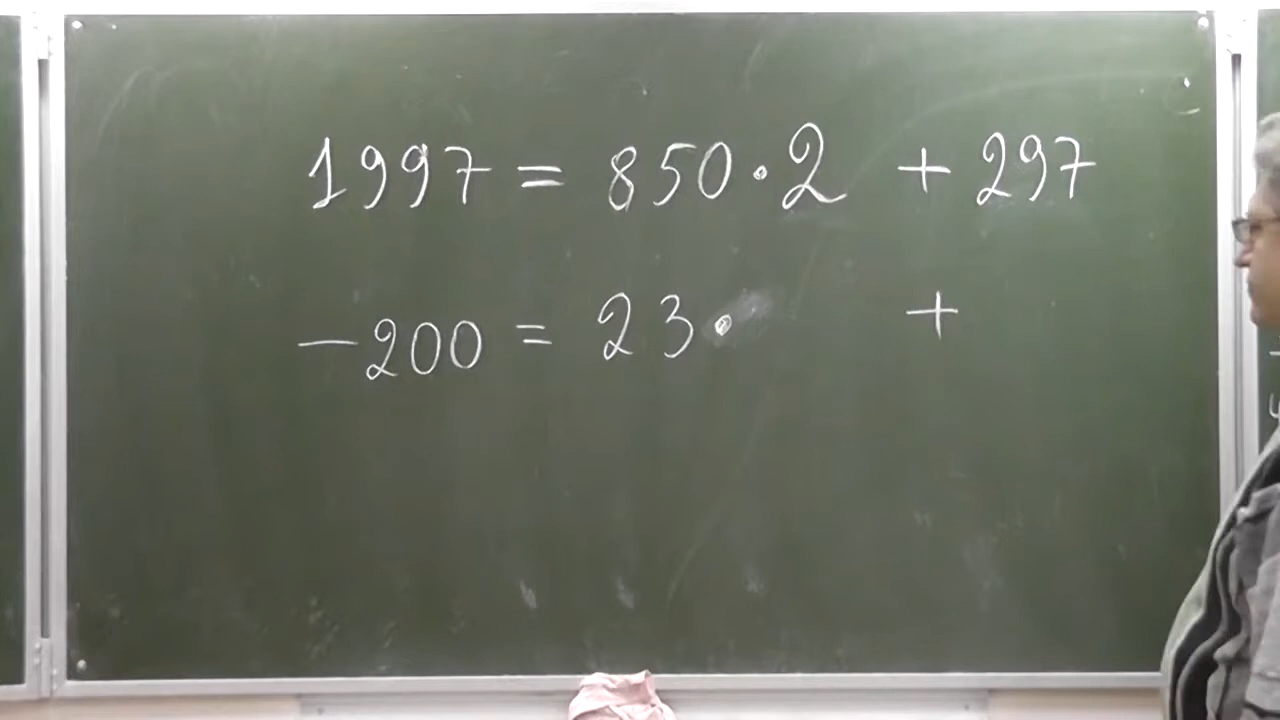 1997 = 850·2 + 297
-200 = 23· +